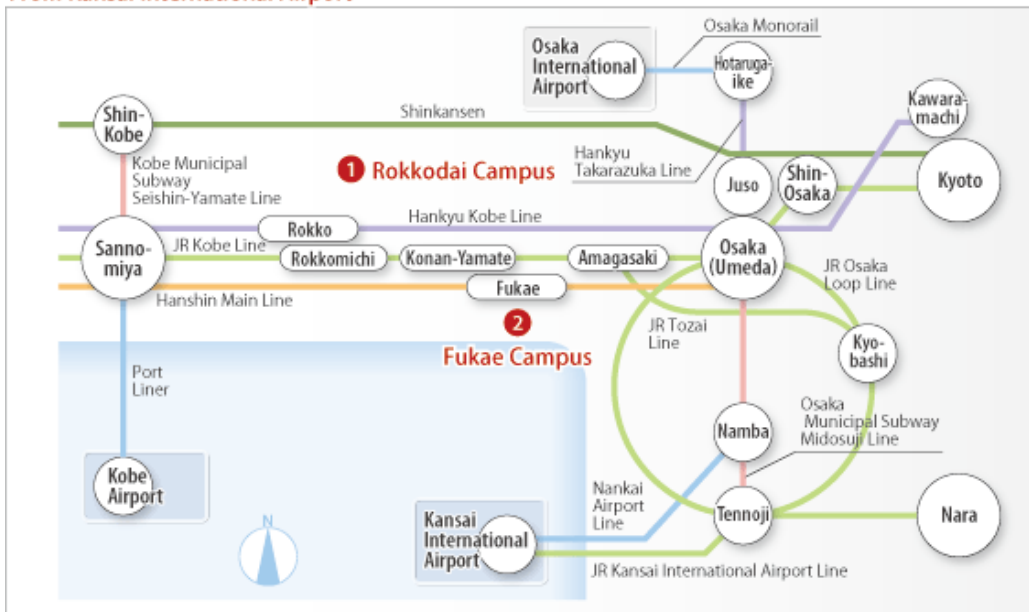 From Kansai International Airport
Osaka Monorail
Osaka
International
Airport
Hotaruga-
ike
Kawara-
machi
Shin-
Kobe
Shinkansen
Kobe Municipal
Subway
Seishin-Yamate Line
Hankyu
Takarazuka Line
1 Rokkodai Campus
Juso
Shin-
Osaka
Kyoto
Hankyu Kobe Line
Rokko
Sanno-
miya
JR Kobe Line
Rokkomichi
Konan-Yamate
Amagasaki
Osaka
(Umeda)
JR Osaka
Loop Line
Hanshin Main Line
Fukae
2
Fukae Campus
JR Tozai
Line
Kyo-
bashi
Port
Liner
Osaka
Municipal Subway
Midosuji Line
Namba
Kobe
Airport
Nankai
Airport
Line
Kansai
International
Airport
Tennoji
Nara
N
JR Kansai International Airport Line